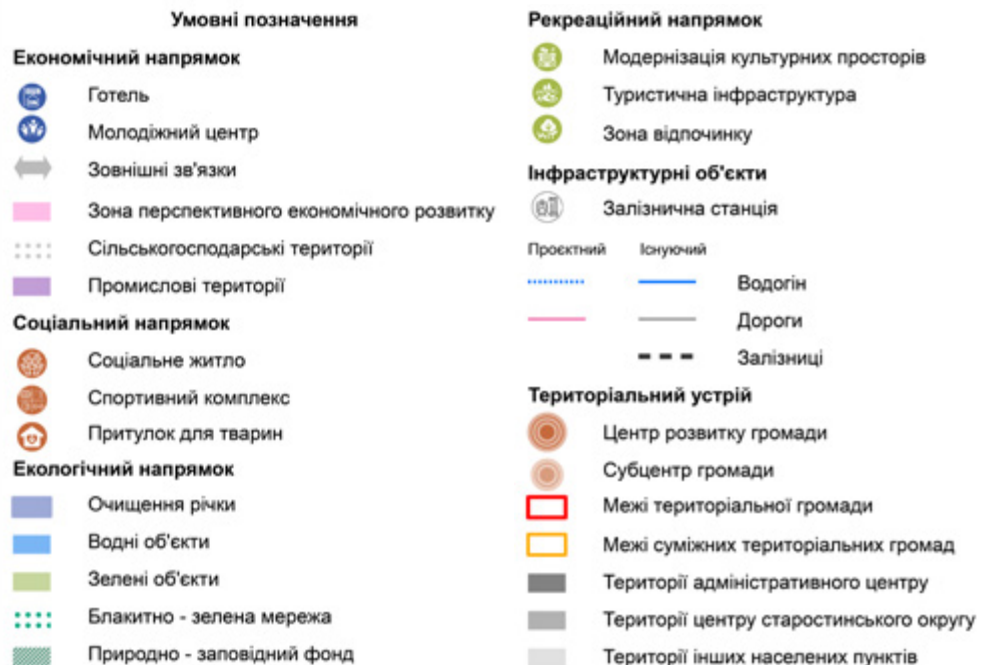 Умовні позначення
Економічний напрямок
Готель
Молодіжний центр
Зовнішні зв'язки
Зона перспективного економічного розвитку
Сільськогосподарські території
Промислові території
Соціальний напрямок
Соціальне житло
Спортивний комплекс
Притулок для тварин
Екологічний напрямок
Очищення річки
Водні об'єкти
Зелені об'єкти
Блакитно - зелена мережа
Природно - заповідний фонд
Рекреаційний напрямок
Модернізація культурних просторів
Туристична інфраструктура
Зона відпочинку
Інфраструктурні об'єкти
Залізнична станція
Проєктний Існуючий
Водогін
Дороги
Залізниці
Територіальний устрій
Центр розвитку громади
Субцентр громади
Межі територіальної громади
Межі суміжних територіальних громад
Території адміністративного центру
Території центру старостинського округу
Території інших населених пунктів